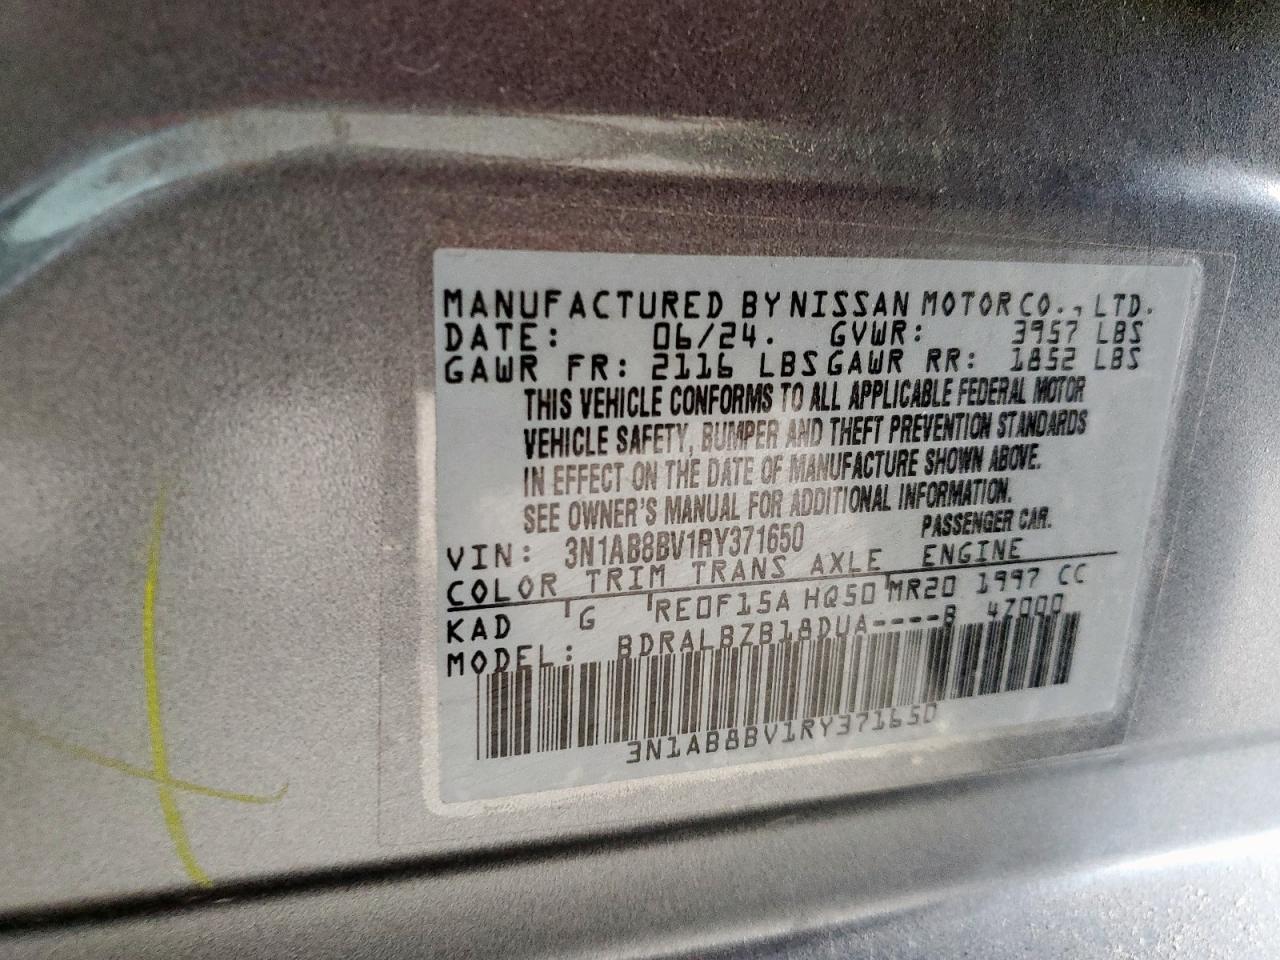 MANUFACTURED BY NISSAN MOTOR CO., LTD.
DATE: 06/24. GVWR: 3957 LBS
GAWR FR: 2116 LBS GAWR RR: 1852 LBS
THIS VEHICLE CONFORMS TO ALL APPLICABLE FEDERAL MOTOR
VEHICLE SAFETY, BUMPER AND THEFT PREVENTION STANDARDS
IN EFFECT ON THE DATE OF MANUFACTURE SHOWN ABOVE.
SEE OWNER'S MANUAL FOR ADDITIONAL INFORMATION.
VIN: 3N1AB8BV1RY371650 PASSENGER CAR.
COLOR TRIM TRANS AXLE ENGINE
KAD G RE0F15A HQ50 MR20 1997 CC
MODEL: BDRALBZB18DUA----B 4Z000
3N1AB8BV1RY371650